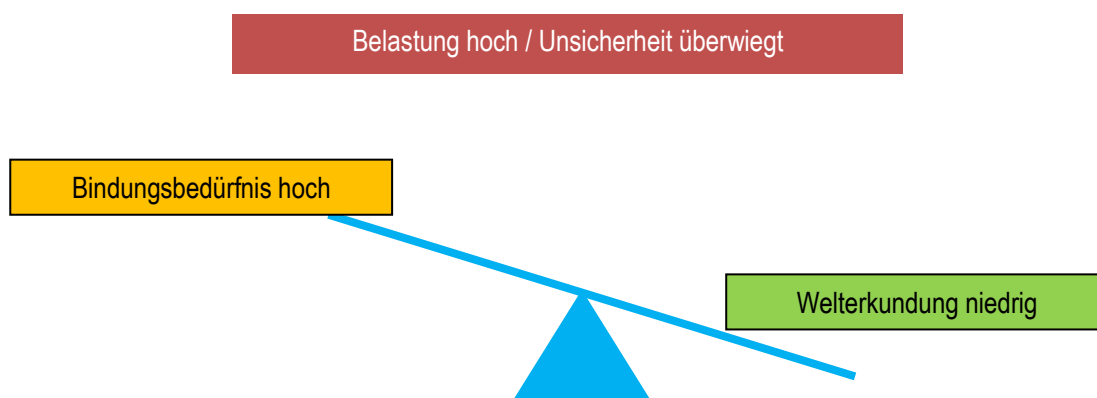 Belastung hoch / Unsicherheit überwiegt
Bindungsbedürfnis hoch
Welterkundung niedrig